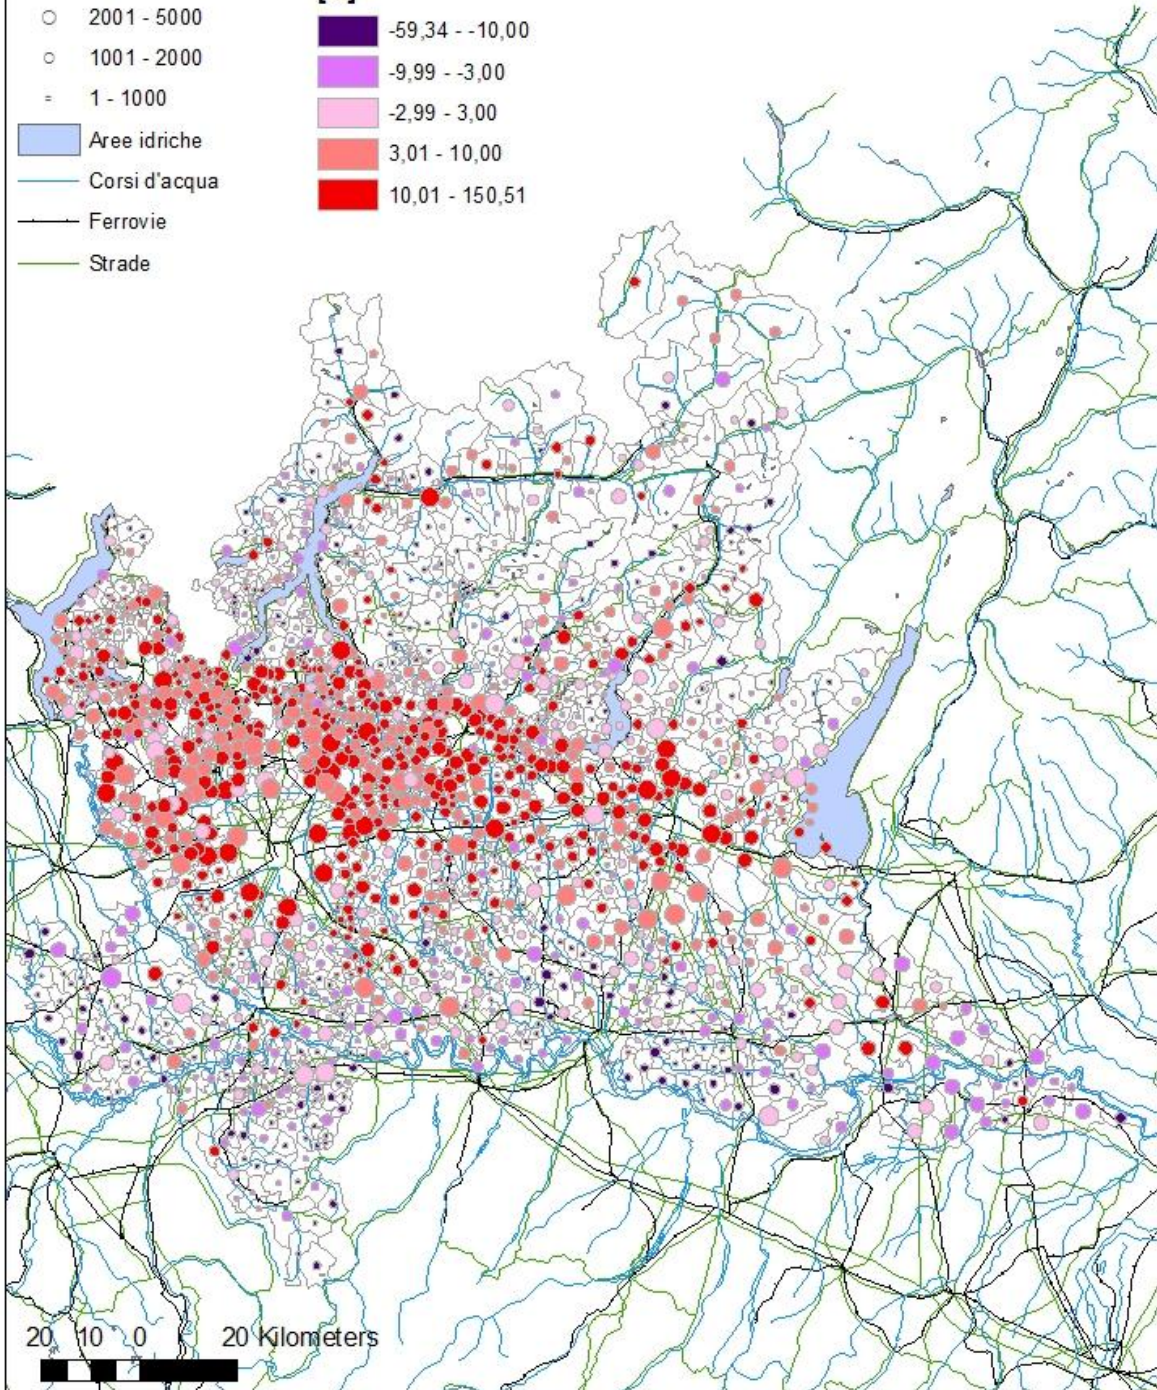 2001 - 5000
1001 - 2000
1 - 1000
Aree idriche
Corsi d'acqua
Ferrovie
Strade
-59,34 - -10,00
-9,99 - -3,00
-2,99 - 3,00
3,01 - 10,00
10,01 - 150,51
20 10 0 20 Kilometers